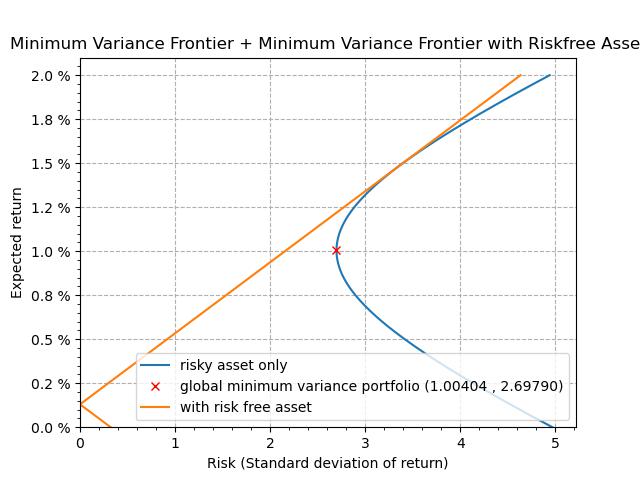 Minimum Variance Frontier + Minimum Variance Frontier with Riskfree Asse
2.0 %
1.8 %
1.5 %
1.2 %
1.0 %
0.8 %
0.5 %
0.2 %
0.0 %
Expected return
risky asset only
global minimum variance portfolio (1.00404 , 2.69790)
with risk free asset
0 1 2 3 4 5
Risk (Standard deviation of return)